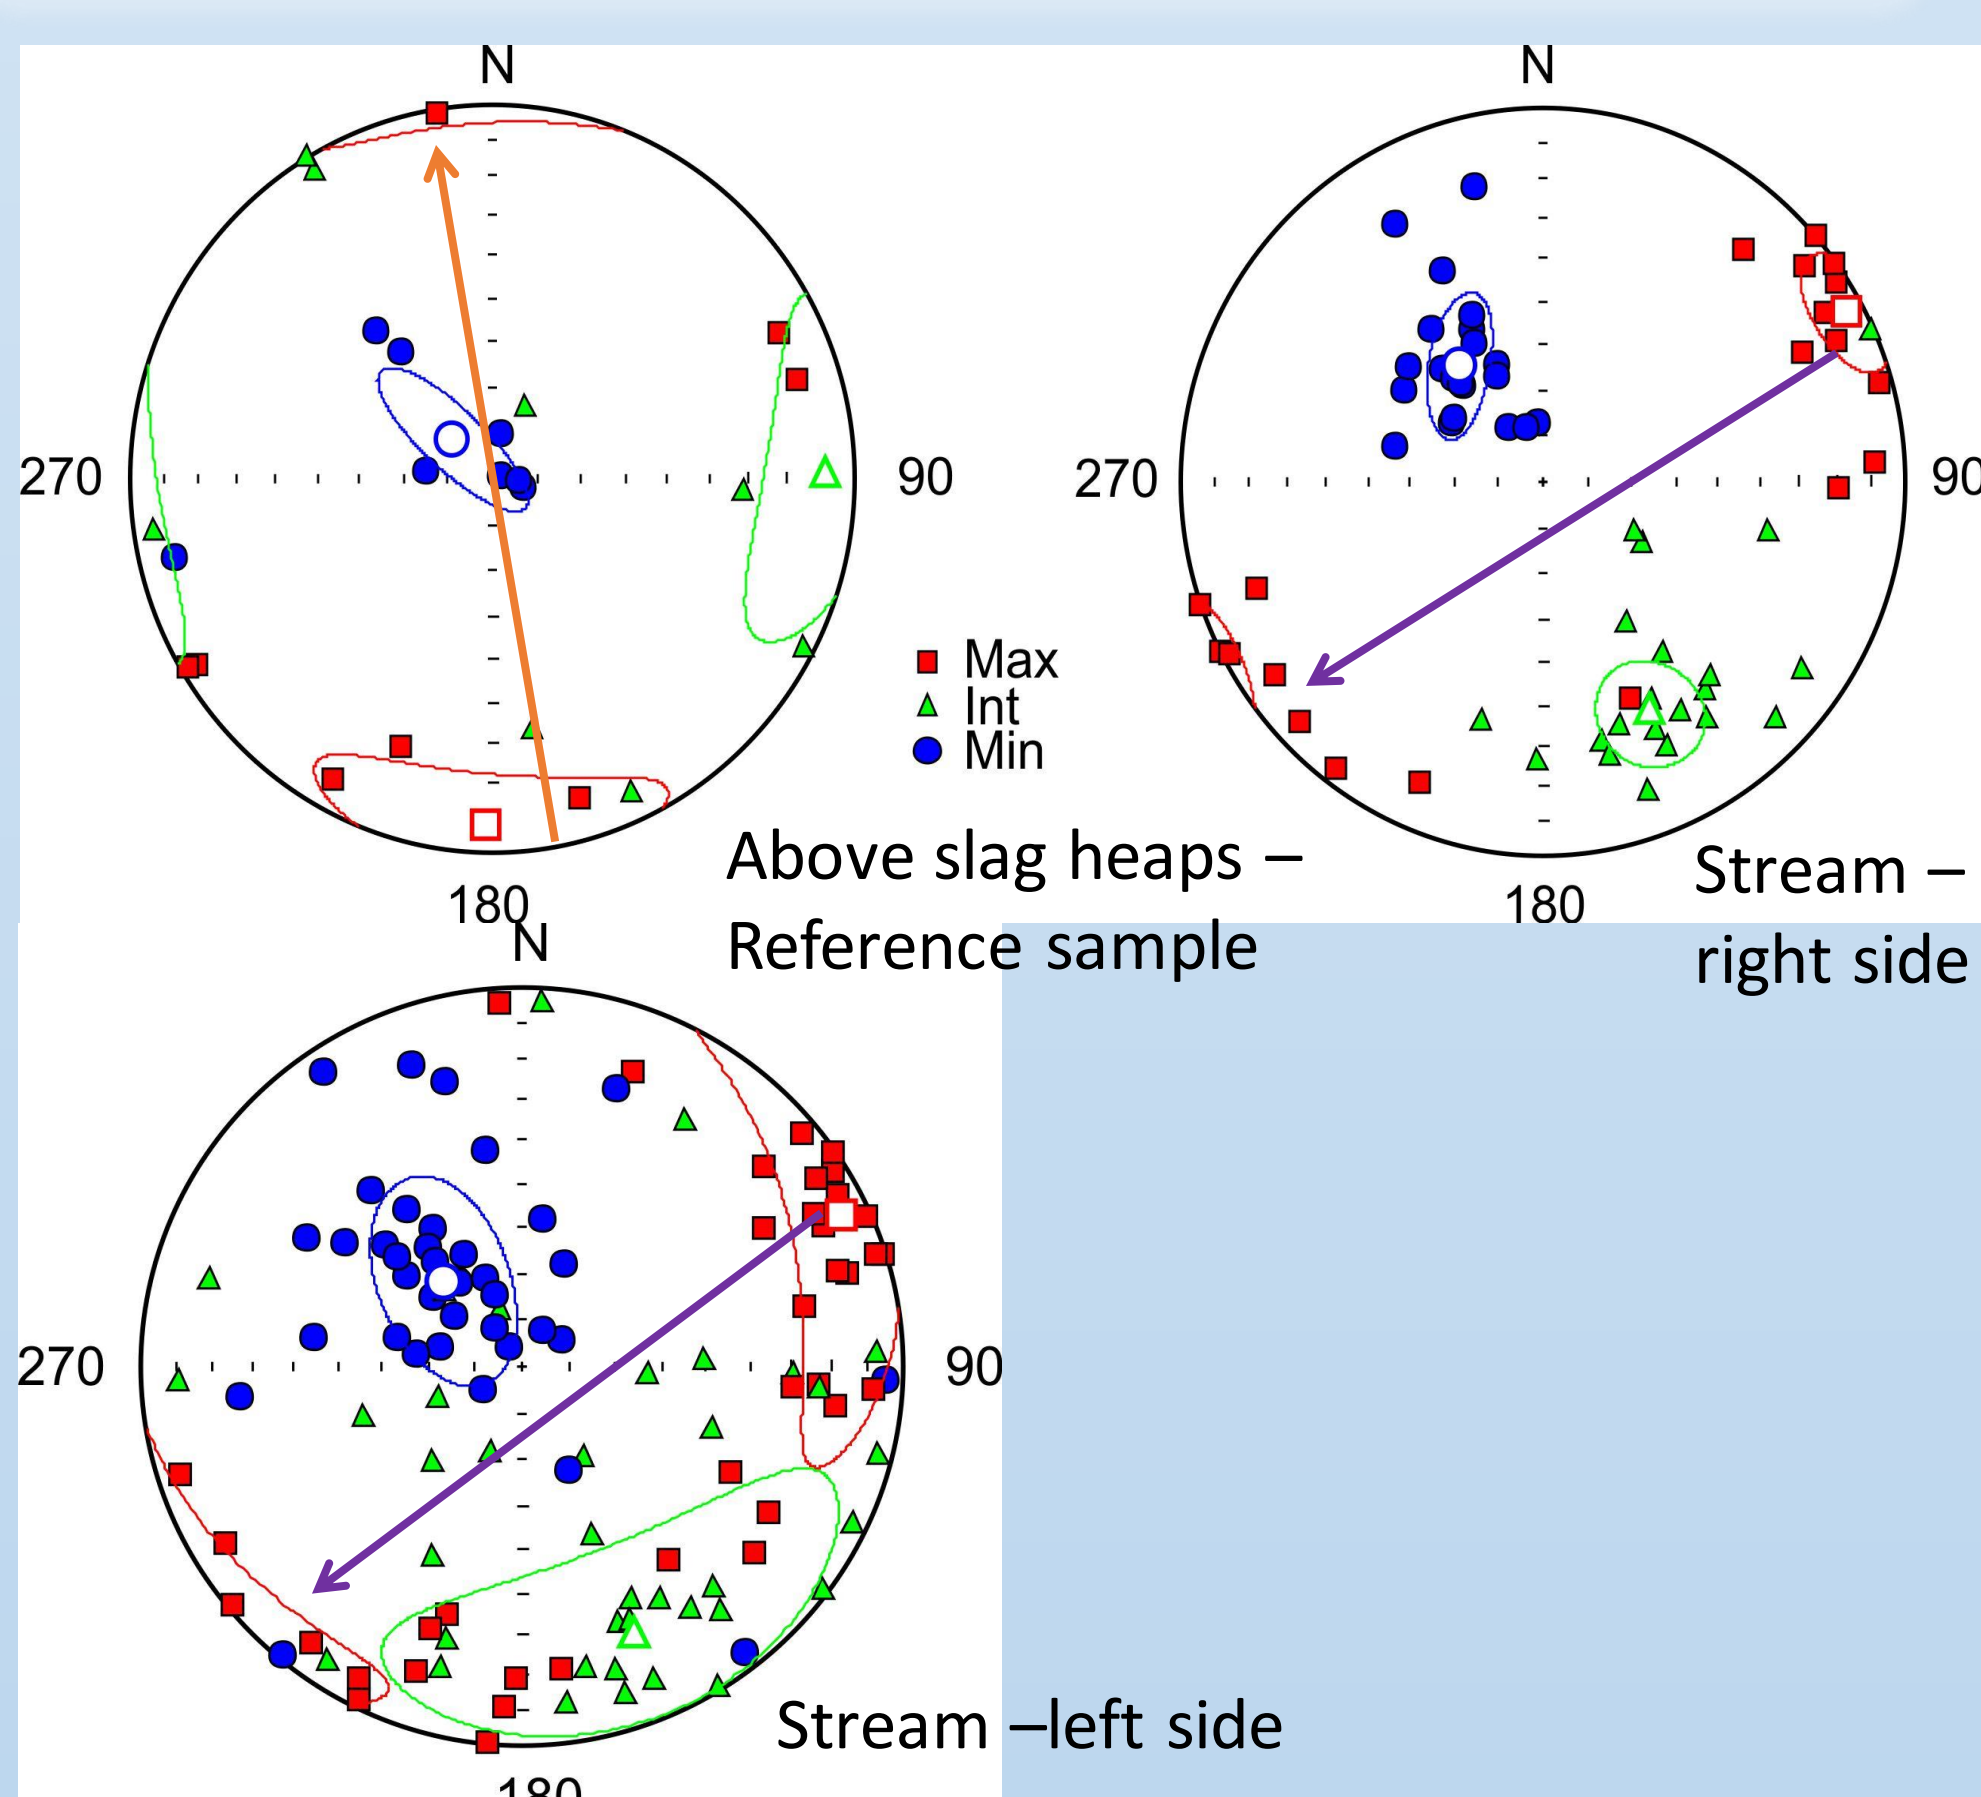 N
N
270
90
270
90
Max
Int
Min
Above slag heaps –
Reference sample
180
180
Stream –
right side
N
270
90
Stream –left side
180